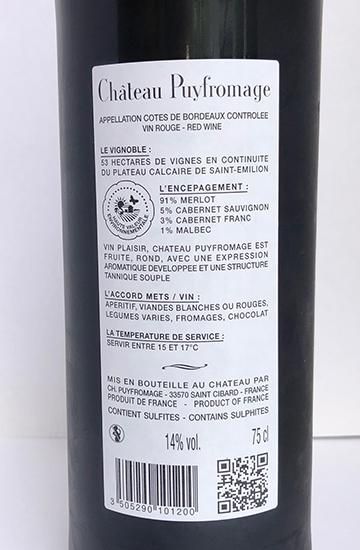 Château Puyfromage
APPELLATION COTES DE BORDEAUX CONTROLEE
VIN ROUGE - RED WINE
LE VIGNOBLE :
53 HECTARES DE VIGNES EN CONTINUITE
DU PLATEAU CALCAIRE DE SAINT-EMILION
HAUTE VALEUR ENVIRONNEMENTALE
L'ENCEPAGEMENT :
91% MERLOT
5% CABERNET SAUVIGNON
3% CABERNET FRANC
1% MALBEC
VIN PLAISIR, CHATEAU PUYFROMAGE EST
FRUITE, ROND, AVEC UNE EXPRESSION
AROMATIQUE DEVELOPPEE ET UNE STRUCTURE
TANNIQUE SOUPLE
L'ACCORD METS / VIN :
APERITIF, VIANDES BLANCHES OU ROUGES,
LEGUMES VARIES, FROMAGES, CHOCOLAT
LA TEMPERATURE DE SERVICE :
SERVIR ENTRE 15 ET 17°C
MIS EN BOUTEILLE AU CHATEAU PAR
CH. PUYFROMAGE - 33570 SAINT CIBARD - FRANCE
PRODUIT DE FRANCE - PRODUCT OF FRANCE
CONTIENT SULFITES - CONTAINS SULPHITES
14% vol.
75 cl
3 505290 101200